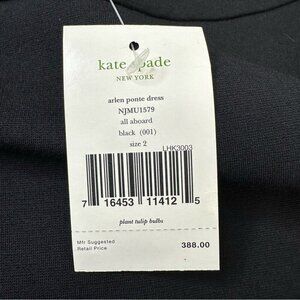 kate spade
NEW YORK
arlen ponte dress
NJMU1579
all aboard
black (001)
size 2
LHK3003
7 16453 11412 5
plant tulip bulbs
Mfr Suggested
Retail Price
388.00